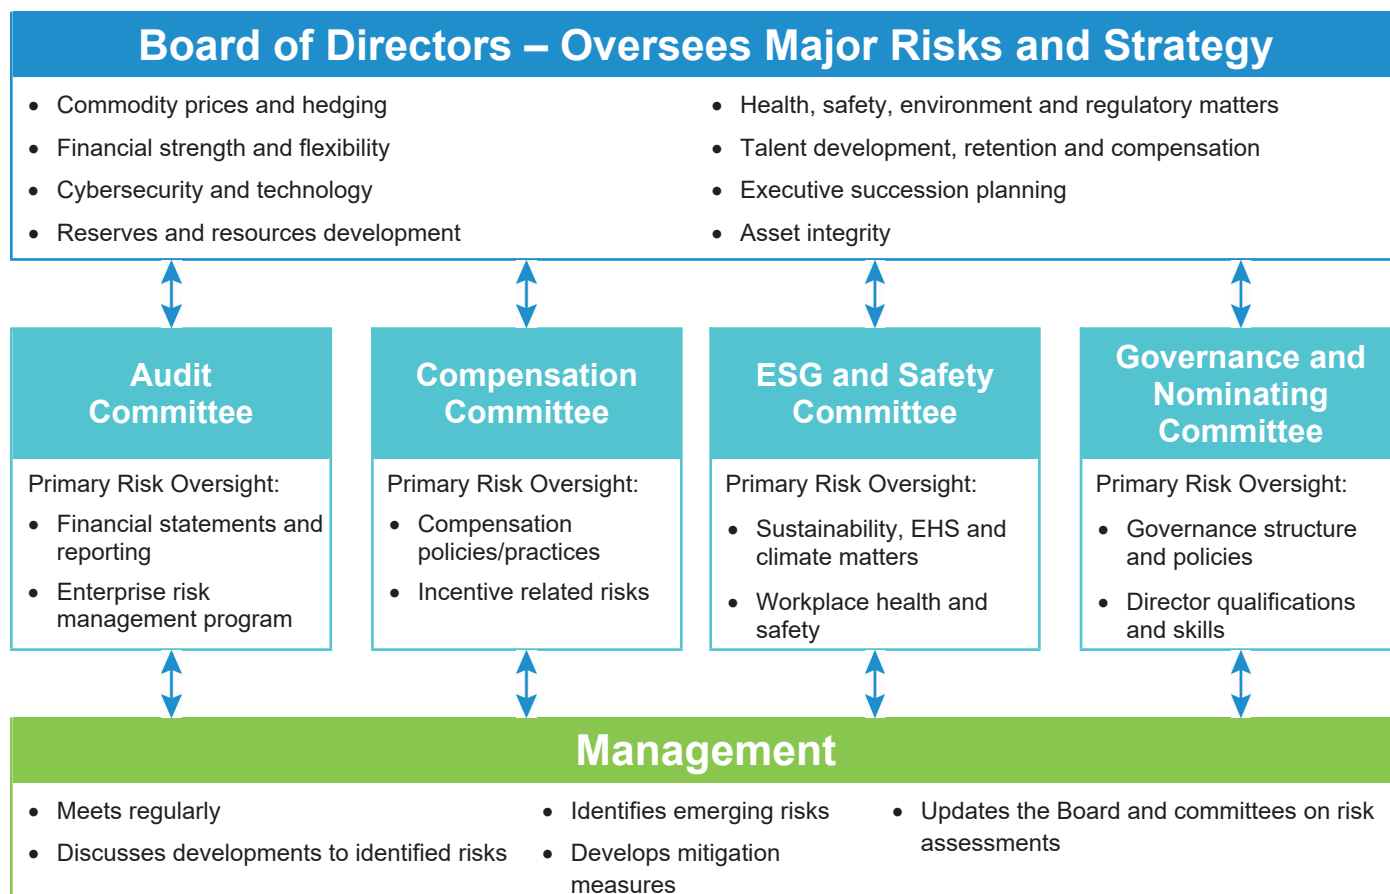 Board of Directors – Oversees Major Risks and Strategy
• Commodity prices and hedging
• Financial strength and flexibility
• Cybersecurity and technology
• Reserves and resources development
• Health, safety, environment and regulatory matters
• Talent development, retention and compensation
• Executive succession planning
• Asset integrity
Audit
Committee
Primary Risk Oversight:
• Financial statements and
reporting
• Enterprise risk
management program
Compensation
Committee
Primary Risk Oversight:
• Compensation
policies/practices
• Incentive related risks
ESG and Safety
Committee
Primary Risk Oversight:
• Sustainability, EHS and
climate matters
• Workplace health and
safety
Governance and
Nominating
Committee
Primary Risk Oversight:
• Governance structure
and policies
• Director qualifications
and skills
Management
• Meets regularly
• Discusses developments to identified risks
• Identifies emerging risks
• Develops mitigation
measures
• Updates the Board and committees on risk
assessments